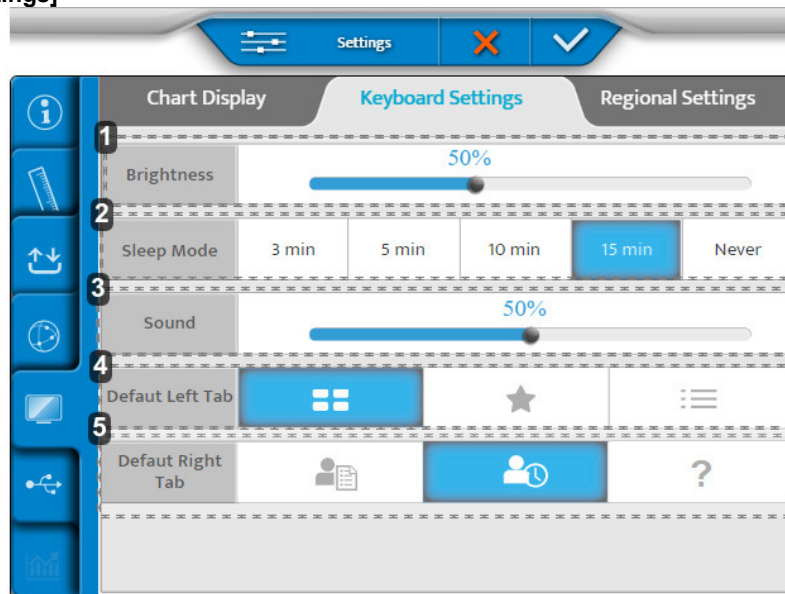 ings]
Settings
Chart Display Keyboard Settings Regional Settings
1
50%
Brightness
2
Sleep Mode 3 min 5 min 10 min 15 min Never
3
50%
Sound
4
Defaut Left Tab
5
Defaut Right
Tab
?